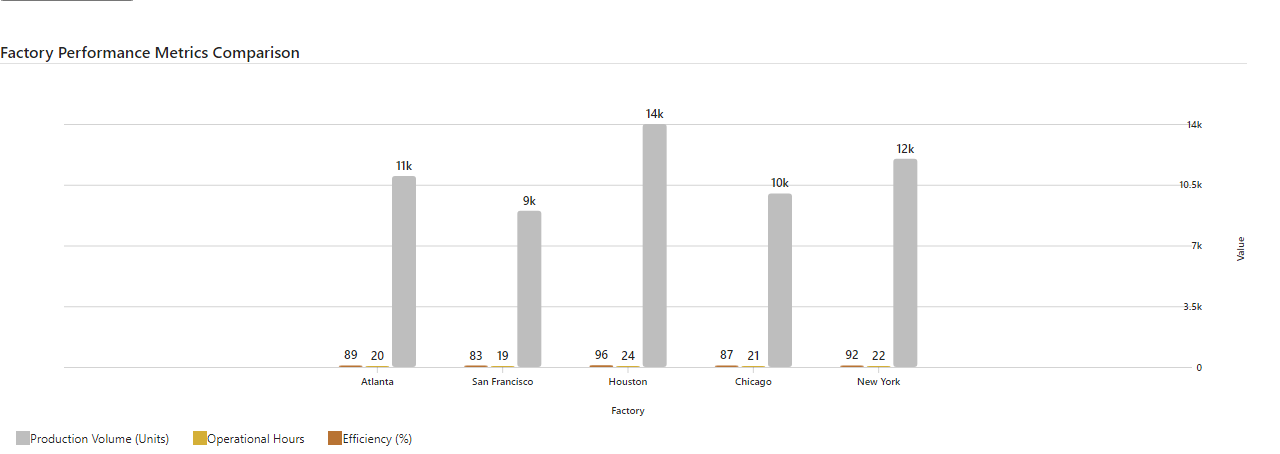 Factory Performance Metrics Comparison
14k
12k
11k
10k
9k
14k
10.5k
7k
3.5k
0
Value
89 20 83 19 96 24 87 21 92 22
Atlanta San Francisco Houston Chicago New York
Factory
Production Volume (Units) Operational Hours Efficiency (%)